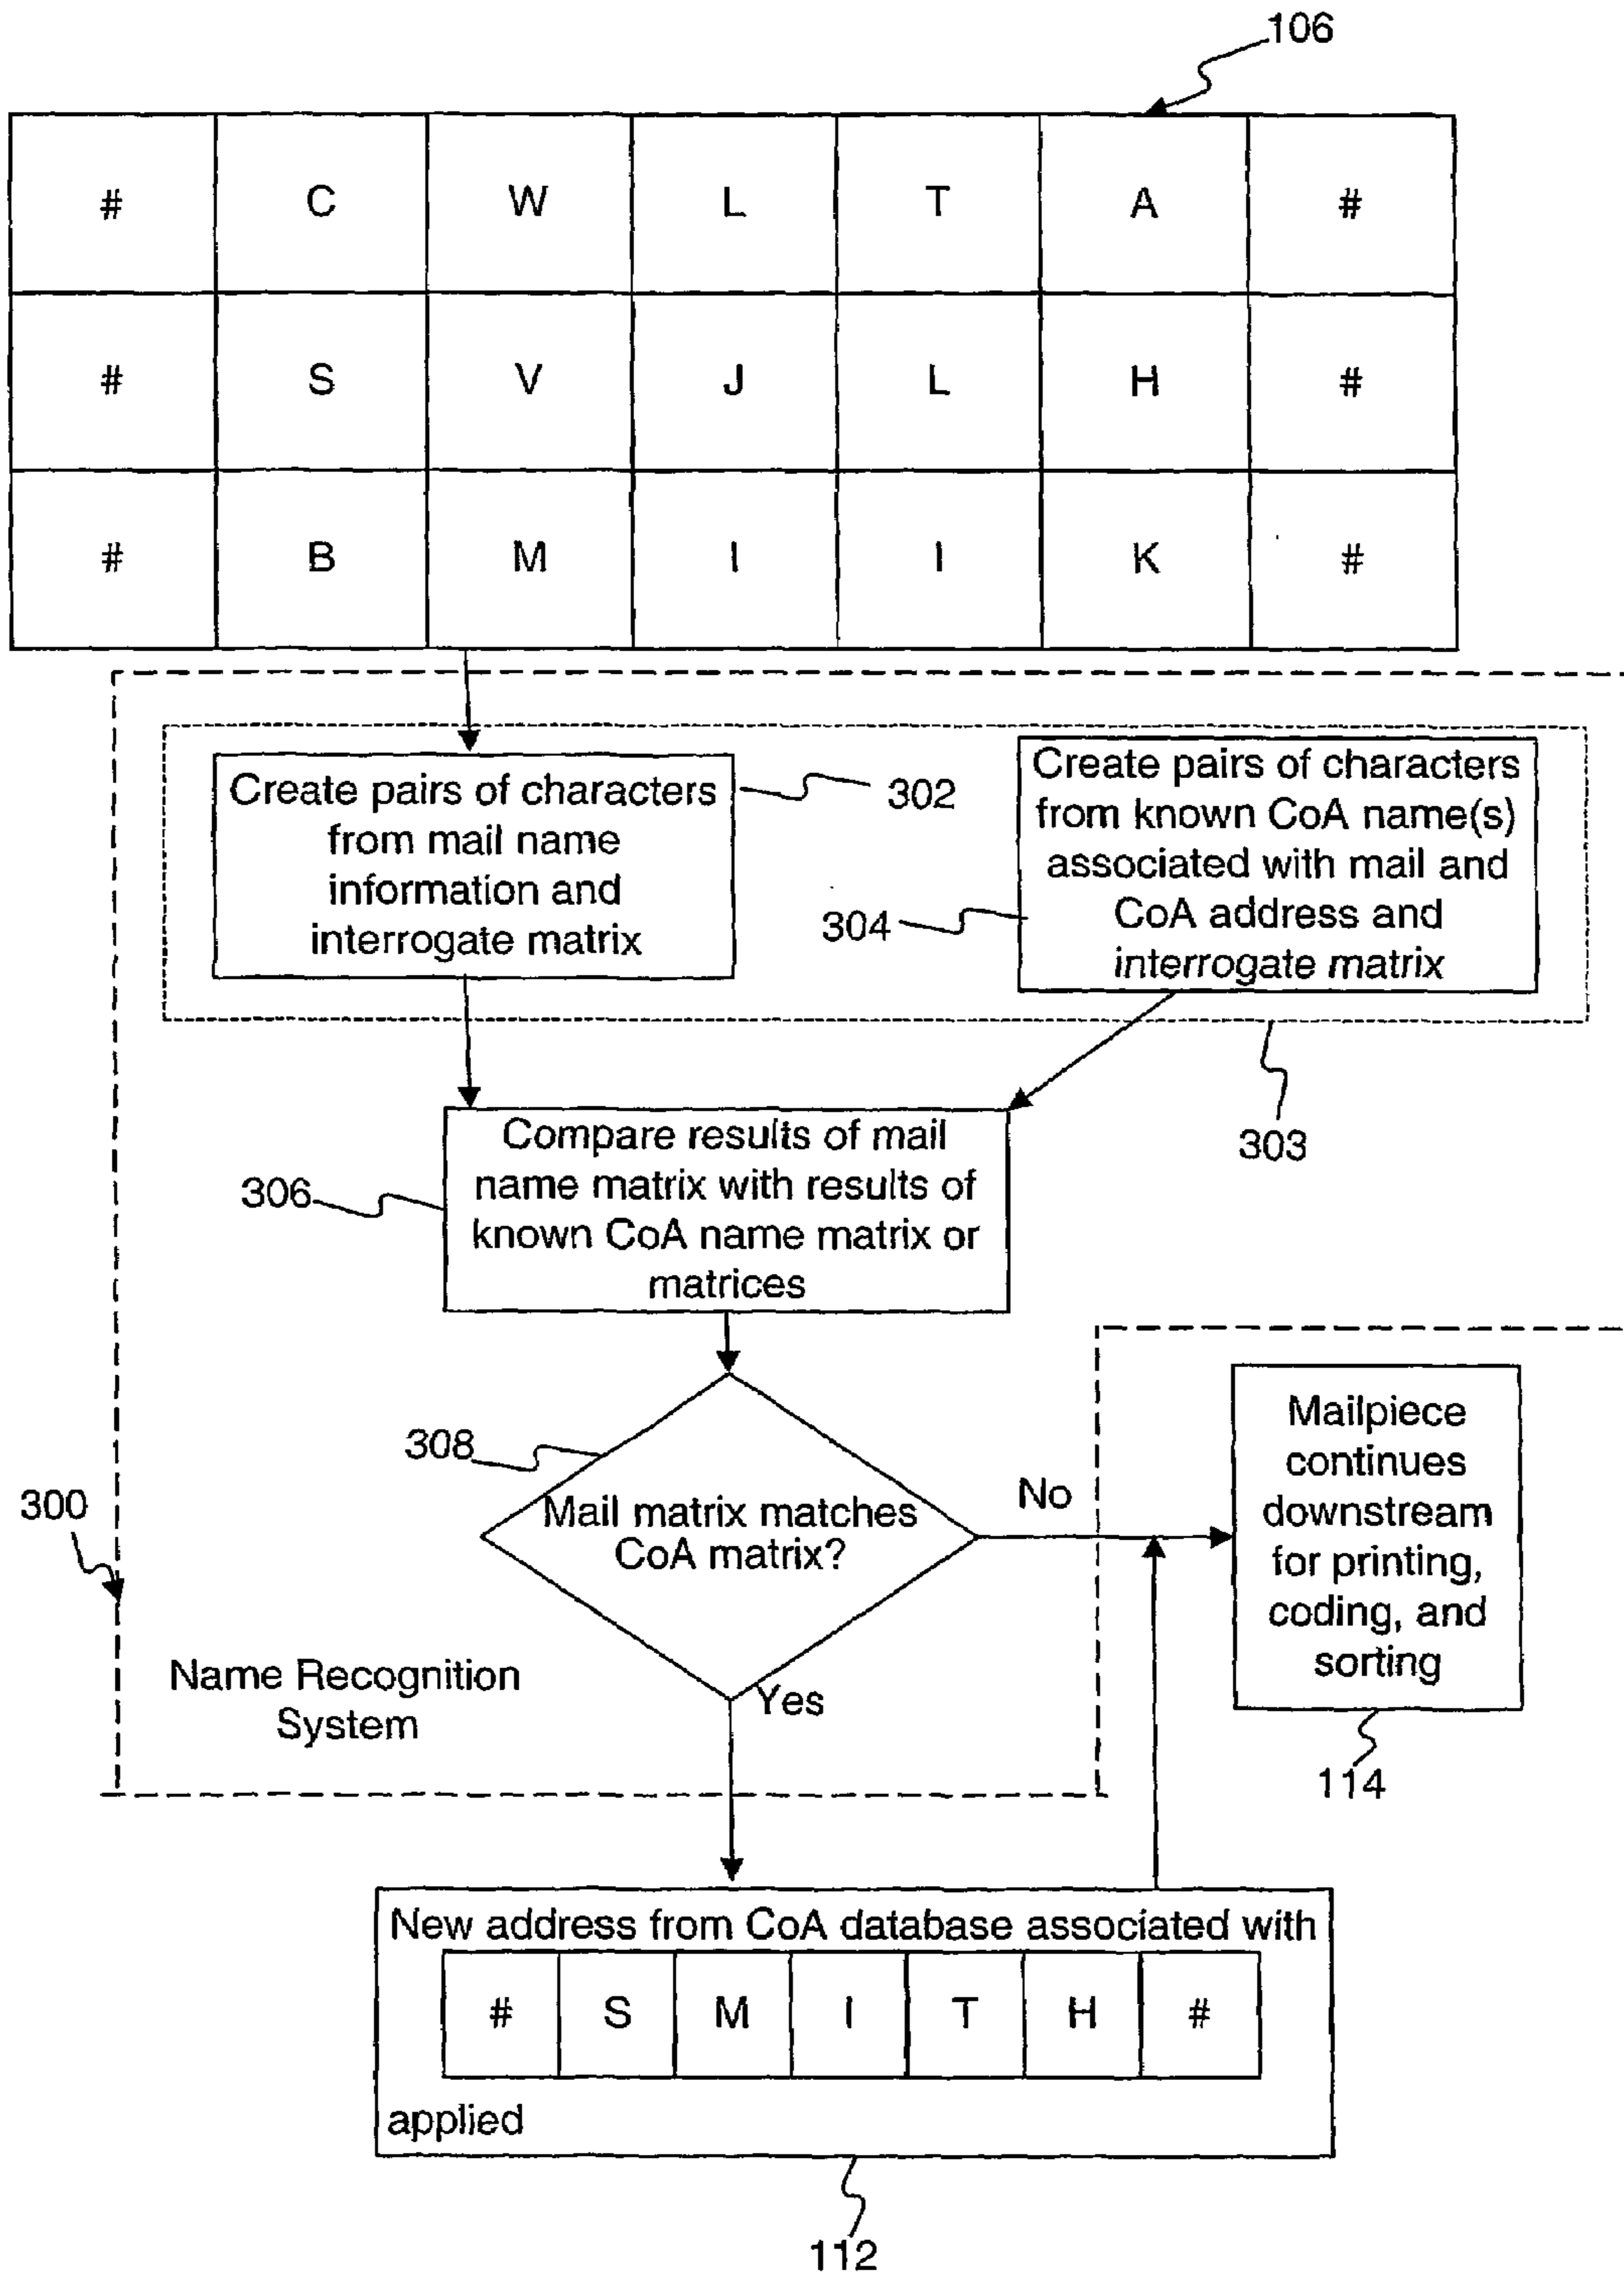 106
# C W L T A #
# S V J L H #
# B M I I K #
Create pairs of characters
from mail name
information and
interrogate matrix
302
Create pairs of characters
from known CoA name(s)
associated with mail and
CoA address and
interrogate matrix
304
303
Compare results of mail
name matrix with results of
known CoA name matrix or
matrices
306
308
Mail matrix matches
CoA matrix?
No
Yes
300
Name Recognition
System
Mailpiece
continues
downstream
for printing,
coding, and
sorting
114
New address from CoA database associated with
# S M I T H #
applied
112